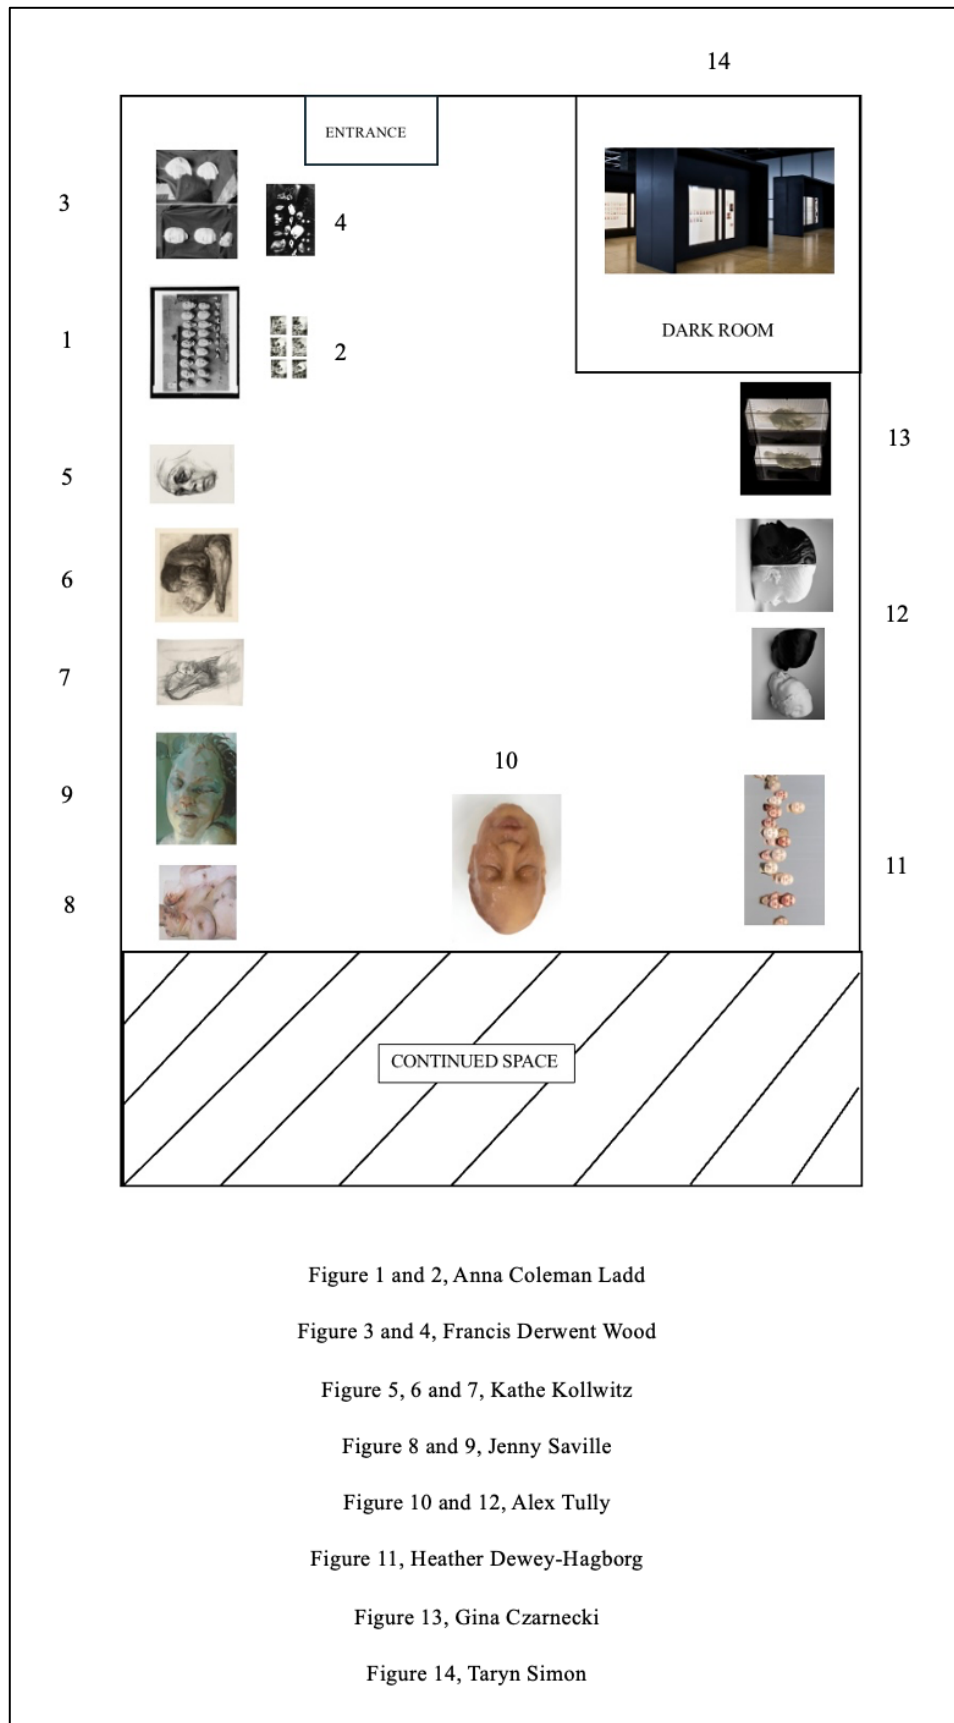 14
ENTRANCE
3
4
1
2
DARK ROOM
13
5
6
12
7
10
9
11
8
CONTINUED SPACE
Figure 1 and 2, Anna Coleman Ladd
Figure 3 and 4, Francis Derwent Wood
Figure 5, 6 and 7, Kathe Kollwitz
Figure 8 and 9, Jenny Saville
Figure 10 and 12, Alex Tully
Figure 11, Heather Dewey-Hagborg
Figure 13, Gina Czarnecki
Figure 14, Taryn Simon